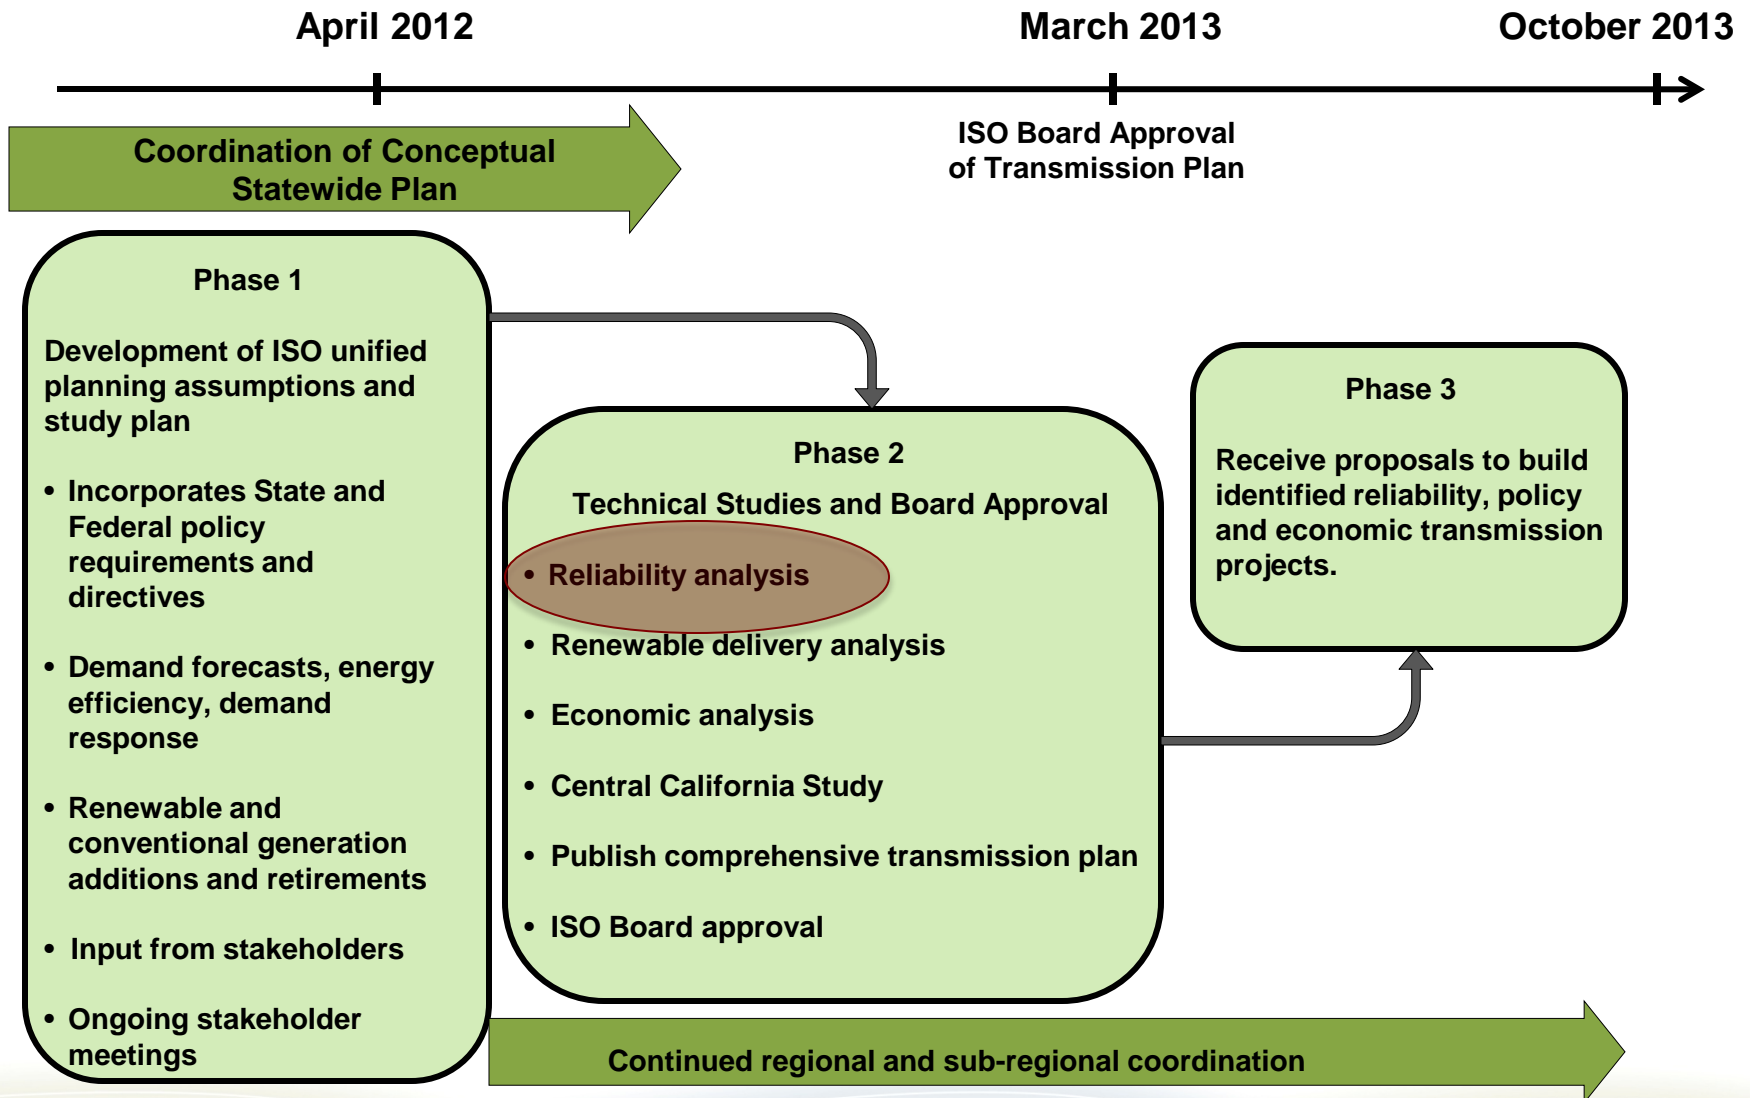 April 2012
March 2013
October 2013
Coordination of Conceptual
Statewide Plan
ISO Board Approval
of Transmission Plan
Phase 1
Development of ISO unified
planning assumptions and
study plan
• Incorporates State and
Federal policy
requirements and
directives
• Demand forecasts, energy
efficiency, demand
response
• Renewable and
conventional generation
additions and retirements
• Input from stakeholders
• Ongoing stakeholder
meetings
Phase 2
Technical Studies and Board Approval
• Reliability analysis
• Renewable delivery analysis
• Economic analysis
• Central California Study
• Publish comprehensive transmission plan
• ISO Board approval
Phase 3
Receive proposals to build
identified reliability, policy
and economic transmission
projects.
Continued regional and sub-regional coordination